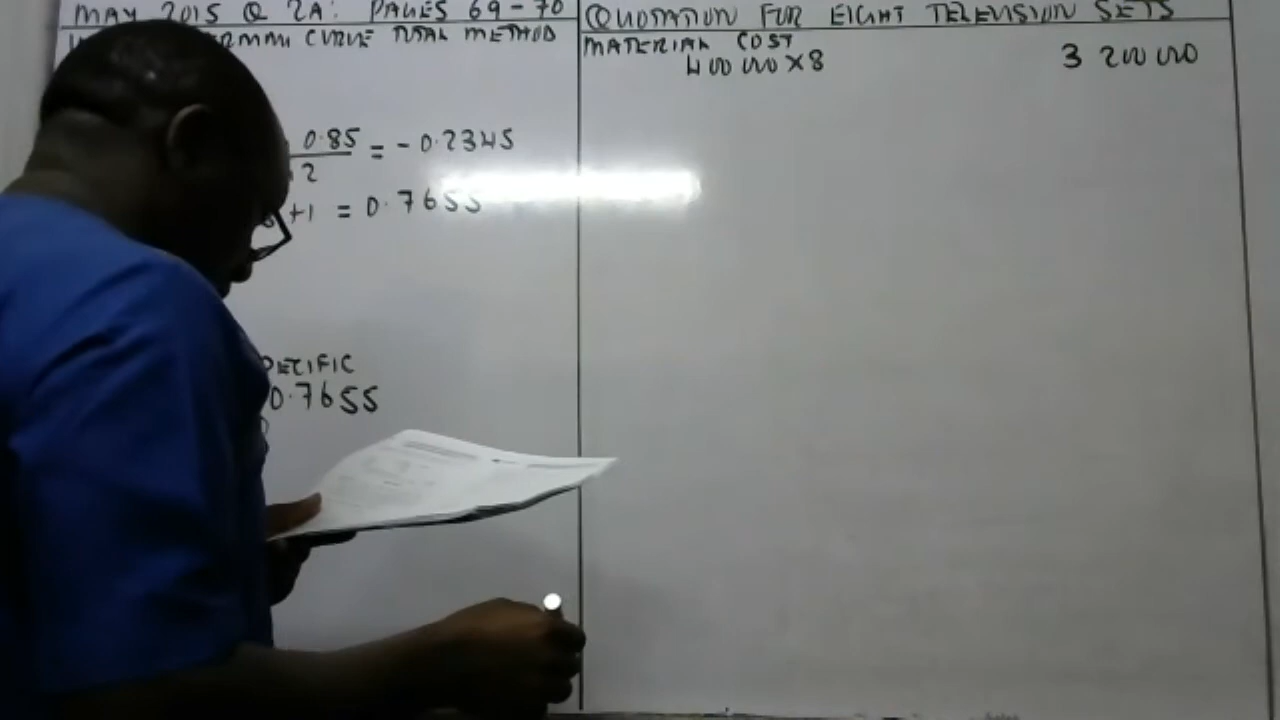 MAY 2015 Q 2A: PAGES 69-70
CURVE TOTAL METHOD
0.85 = -0.2345
2
+1 = 0.7655
0.7655
QUOTATION FOR EIGHT TELEVISION SETS
MATERIAL COST
400 000 X 8 3 200 000